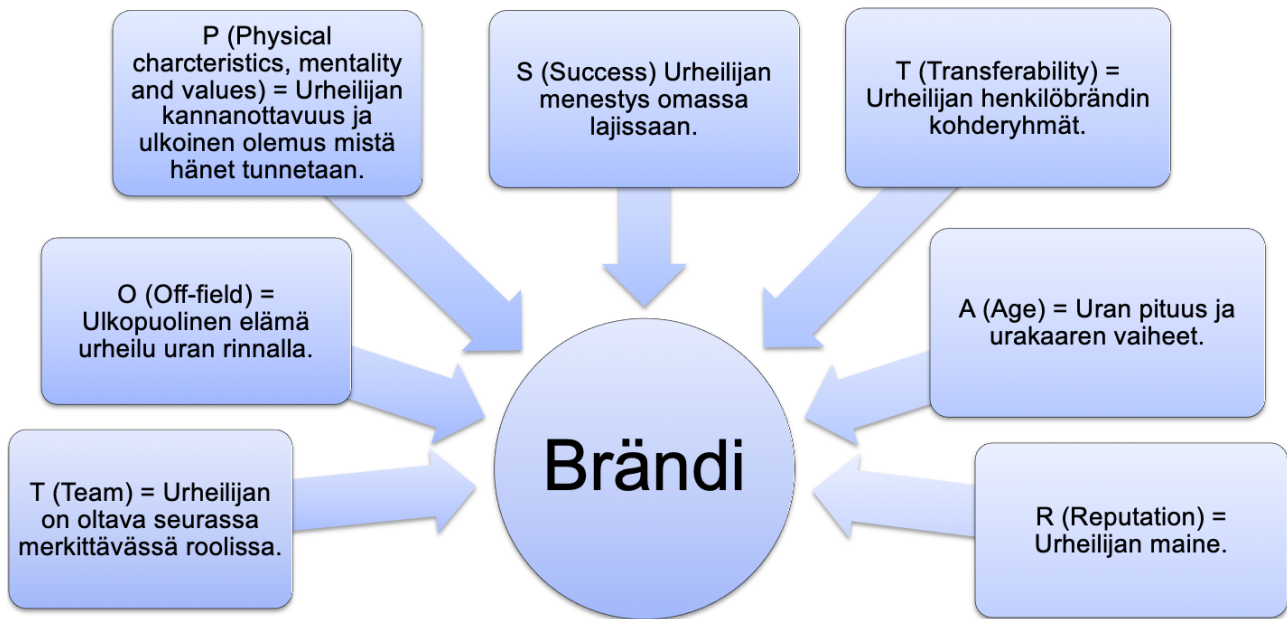 P (Physical
charcteristics, mentality
and values) = Urheilijan
kannanottavuus ja
ulkoinen olemus mistä
hänet tunnetaan.
S (Success) Urheilijan
menestys omassa
lajissaan.
T (Transferability) =
Urheilijan henkilöbrändin
kohderyhmät.
O (Off-field) =
Ulkopuolinen elämä
urheilu uran rinnalla.
A (Age) = Uran pituus ja
urakaaren vaiheet.
T (Team) = Urheilijan
on oltava seurassa
merkittävässä roolissa.
Brändi
R (Reputation) =
Urheilijan maine.